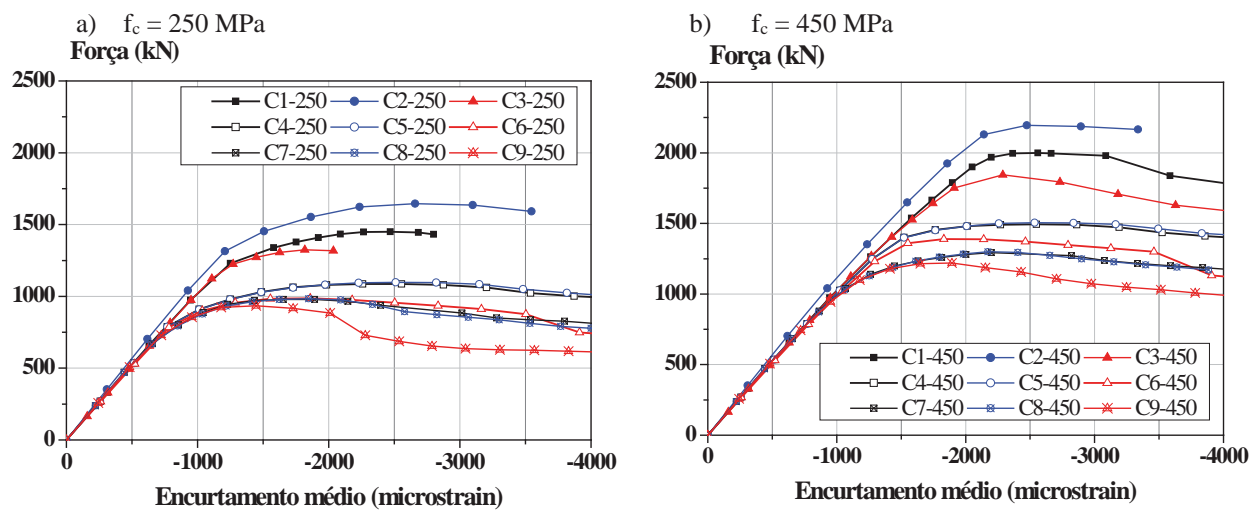 a) f_c = 250 MPa
Força (kN)
2500
2000
1500
1000
500
0
C1-250 C2-250 C3-250
C4-250 C5-250 C6-250
C7-250 C8-250 C9-250
0 -1000 -2000 -3000 -4000
Encurtamento médio (microstrain)
b) f_c = 450 MPa
Força (kN)
2500
2000
1500
1000
500
0
C1-450 C2-450 C3-450
C4-450 C5-450 C6-450
C7-450 C8-450 C9-450
0 -1000 -2000 -3000 -4000
Encurtamento médio (microstrain)